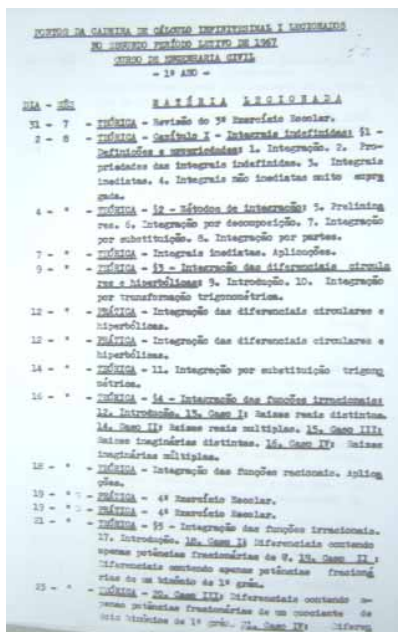 PONTOS DA CADEIRA DE CÁLCULO INFINITESIMAL I LECIONADOS
NO SEGUNDO PERÍODO LETIVO DE 1967
CURSO DE ENGENHARIA CIVIL
- 1º ANO -
DIA - MÊS MATÉRIA LECIONADA
31 - 7 - TEÓRICA - Revisão do 3º Exercício Escolar.
2 - 8 - TEÓRICA - Capítulo I - Integrais indefinidas: §1 -
Definições e propriedades: 1. Integração. 2. Pro-
priedades das integrais indefinidas. 3. Integrais
imediatas. 4. Integrais não imediatas muito empre
gada.
4 - " - TEÓRICA - §2 - Métodos de integração: 5. Prelimina
res. 6. Integração por decomposição. 7. Integração
por substituição. 8. Integração por partes.
7 - " - TEÓRICA - Integrais imediatas. Aplicações.
9 - " - TEÓRICA - §3 - Integração das diferenciais circula
res e hiperbólicas: 9. Introdução. 10. Integração
por transformação trigonométrica.
12 - " - PRÁTICA - Integração das diferenciais circulares e
hiperbólicas.
12 - " - PRÁTICA - Integração das diferenciais circulares e
hiperbólicas.
14 - " - TEÓRICA - 11. Integração por substituição trigono
métrica.
16 - " - TEÓRICA - §4 - Integração das funções irracionais:
12. Introdução. 13. Caso I: Raizes reais distintas.
14. Caso II: Raizes reais multiplas. 15. Caso III:
Raizes imaginárias distintas. 16. Caso IV: Raizes
imaginárias múltiplas.
18 - " - TEÓRICA - Integração das funções racionais. Aplica
ções.
19 - " - PRÁTICA - 4º Exercício Escolar.
19 - " - PRÁTICA - 4º Exercício Escolar.
21 - " - TEÓRICA - §5 - Integração das funções irracionais.
17. Introdução. 18. Caso I: Diferenciais contendo
apenas potências fracionárias de 19. Caso II:
Diferenciais contendo apenas potências fracioná
rias de um binômio de 1º grau.
23 - " - TEÓRICA - 20. Caso III: Diferenciais contendo a-
penas potências fracionárias de um quociente de
dois binômios de 1º grau. 21. Caso IV: Diferen